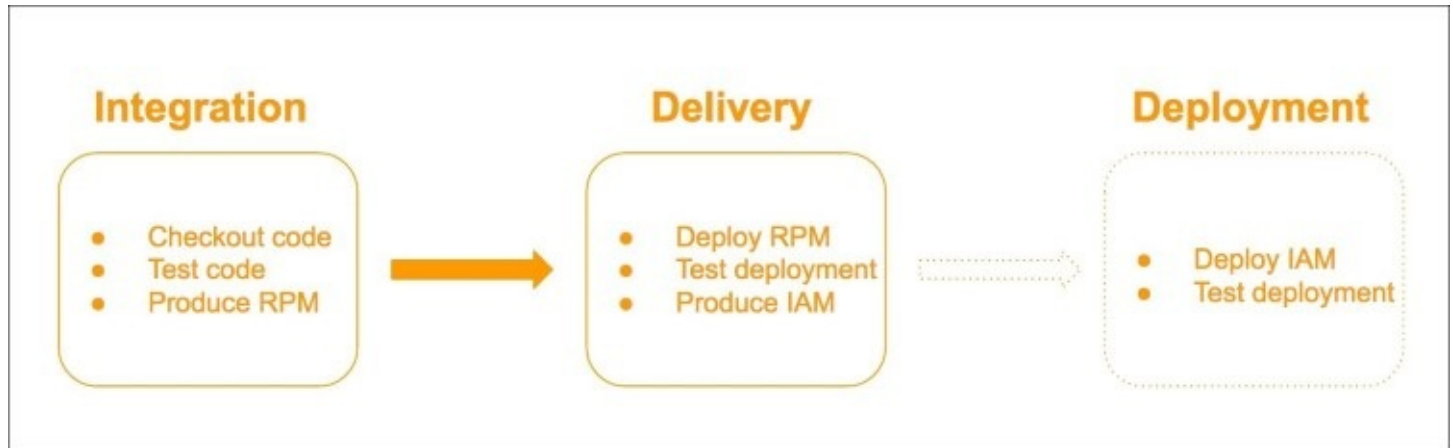 Integration
● Checkout code
● Test code
● Produce RPM
Delivery
● Deploy RPM
● Test deployment
● Produce IAM
Deployment
● Deploy IAM
● Test deployment